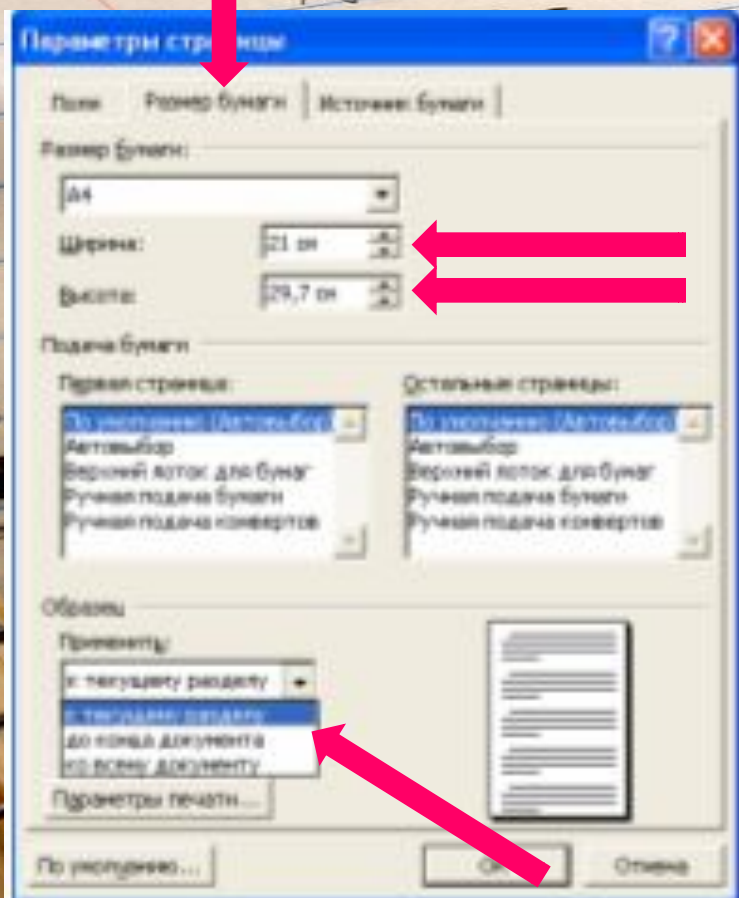 Параметры страницы
Поля Размер бумаги Источник бумаги
Размер бумаги:
A4
Ширина: 21 см
Высота: 29,7 см
Подача бумаги
Первая страница: Остальные страницы:
По умолчанию (Автовыбор По умолчанию (Автовыбор
Автовыбор Автовыбор
Верхний лоток для бумаг Верхний лоток для бумаг
Ручная подача бумаги Ручная подача бумаги
Ручная подача конвертов Ручная подача конвертов
Образец
Применить:
к текущему разделу
к текущему разделу
до конца документа
ко всему документу
Параметры печати...
По умолчанию... ОК Отмена